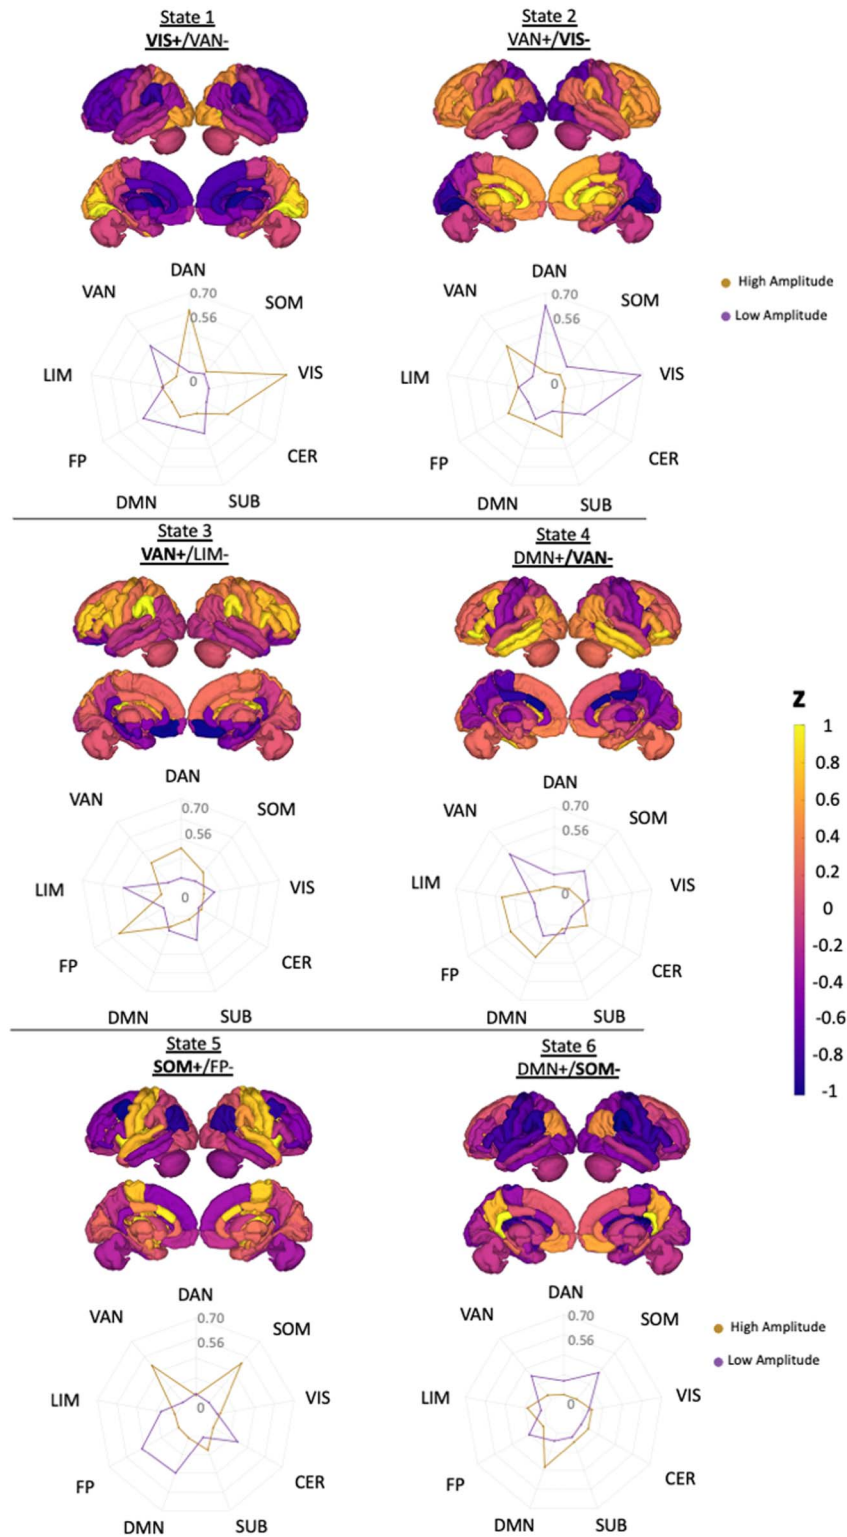 State 1
VIS+/VAN-
State 2
VAN+/VIS-
DAN
0.70
0.56
0
VAN
SOM
LIM
VIS
FP
CER
DMN
SUB
DAN
0.70
0.56
0
VAN
SOM
LIM
VIS
FP
CER
DMN
SUB
High Amplitude
Low Amplitude
State 3
VAN+/LIM-
State 4
DMN+/VAN-
DAN
0.70
0.56
0
VAN
SOM
LIM
VIS
FP
CER
DMN
SUB
DAN
0.70
0.56
0
VAN
SOM
LIM
VIS
FP
CER
DMN
SUB
z
1
0.8
0.6
0.4
0.2
0
-0.2
-0.4
-0.6
-0.8
-1
State 5
SOM+/FP-
State 6
DMN+/SOM-
DAN
0.70
0.56
0
VAN
SOM
LIM
VIS
FP
CER
DMN
SUB
DAN
0.70
0.56
0
VAN
SOM
LIM
VIS
FP
CER
DMN
SUB
High Amplitude
Low Amplitude